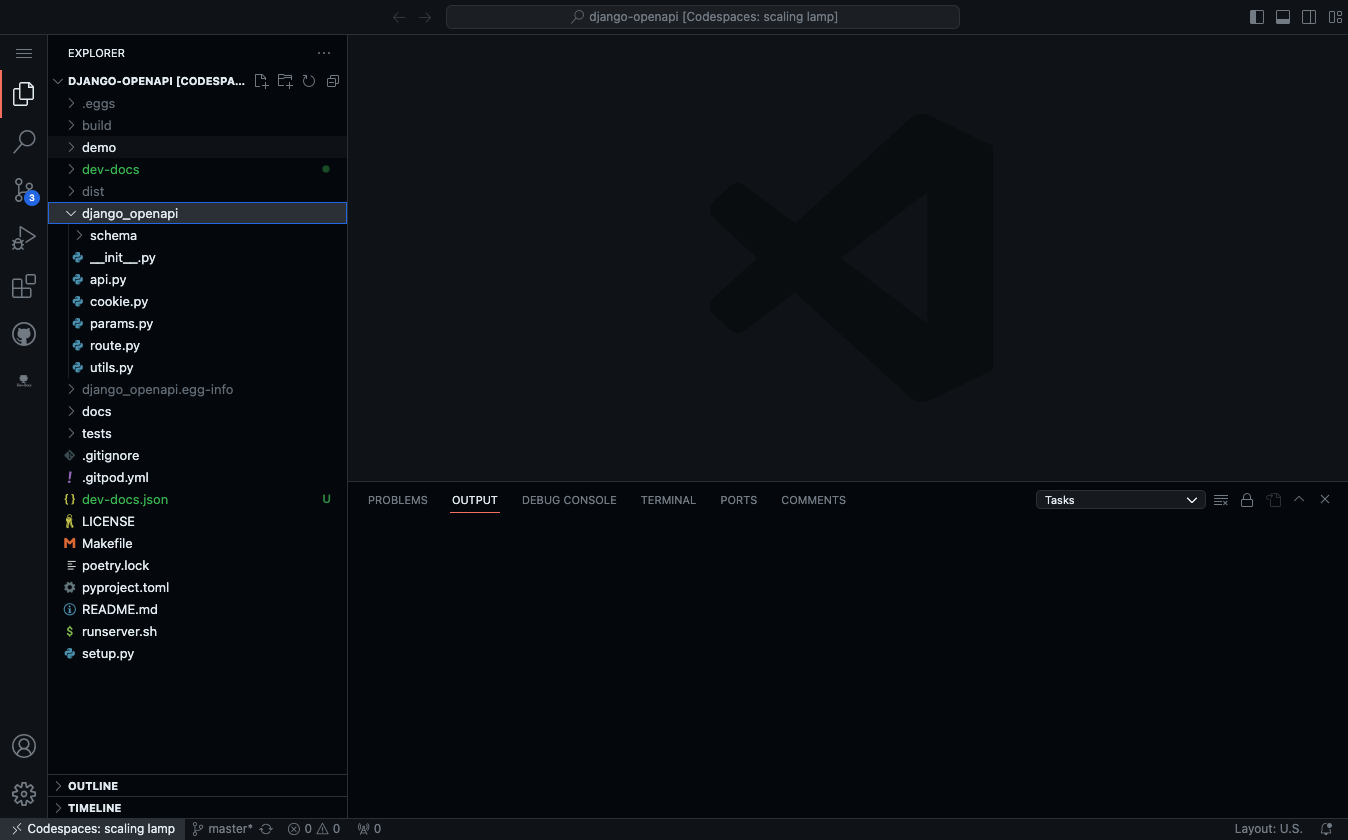 django-openapi [Codespaces: scaling lamp]
EXPLORER
DJANGO-OPENAPI [CODESPA...
.eggs
build
demo
dev-docs
dist
django_openapi
schema
__init__.py
api.py
cookie.py
params.py
route.py
utils.py
django_openapi.egg-info
docs
tests
.gitignore
! .gitpod.yml
{} dev-docs.json U
LICENSE
M Makefile
poetry.lock
pyproject.toml
README.md
$ runserver.sh
setup.py
OUTLINE
TIMELINE
3
PROBLEMS OUTPUT DEBUG CONSOLE TERMINAL PORTS COMMENTS Tasks
Codespaces: scaling lamp master* 0 0 0 Layout: U.S.